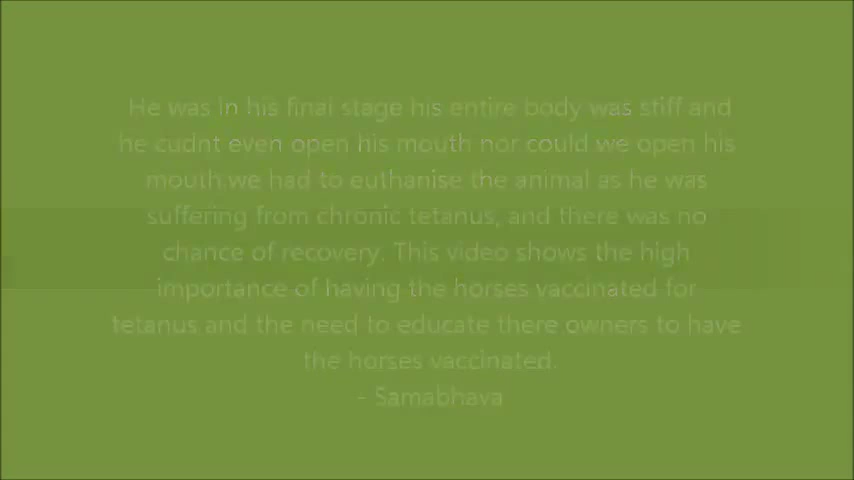 He was in his final stage his entire body was stiff and
he cudnt even open his mouth nor could we open his
mouth.we had to euthanise the animal as he was
suffering from chronic tetanus, and there was no
chance of recovery. This video shows the high
importance of having the horses vaccinated for
tetanus and the need to educate there owners to have
the horses vaccinated.
- Samabhava